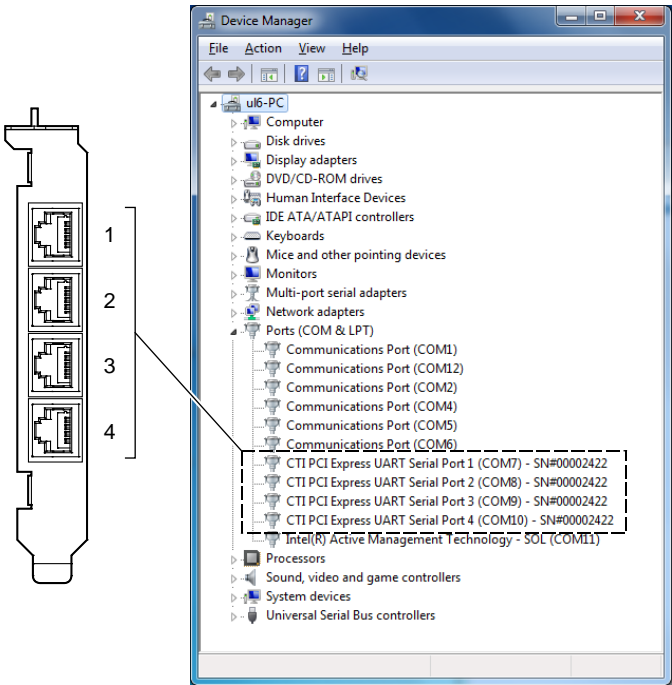 1
2
3
4
Device Manager
File Action View Help
ul6-PC
Computer
Disk drives
Display adapters
DVD/CD-ROM drives
Human Interface Devices
IDE ATA/ATAPI controllers
Keyboards
Mice and other pointing devices
Monitors
Multi-port serial adapters
Network adapters
Ports (COM & LPT)
Communications Port (COM1)
Communications Port (COM12)
Communications Port (COM2)
Communications Port (COM4)
Communications Port (COM5)
Communications Port (COM6)
CTI PCI Express UART Serial Port 1 (COM7) - SN#00002422
CTI PCI Express UART Serial Port 2 (COM8) - SN#00002422
CTI PCI Express UART Serial Port 3 (COM9) - SN#00002422
CTI PCI Express UART Serial Port 4 (COM10) - SN#00002422
Intel(R) Active Management Technology - SOL (COM11)
Processors
Sound, video and game controllers
System devices
Universal Serial Bus controllers